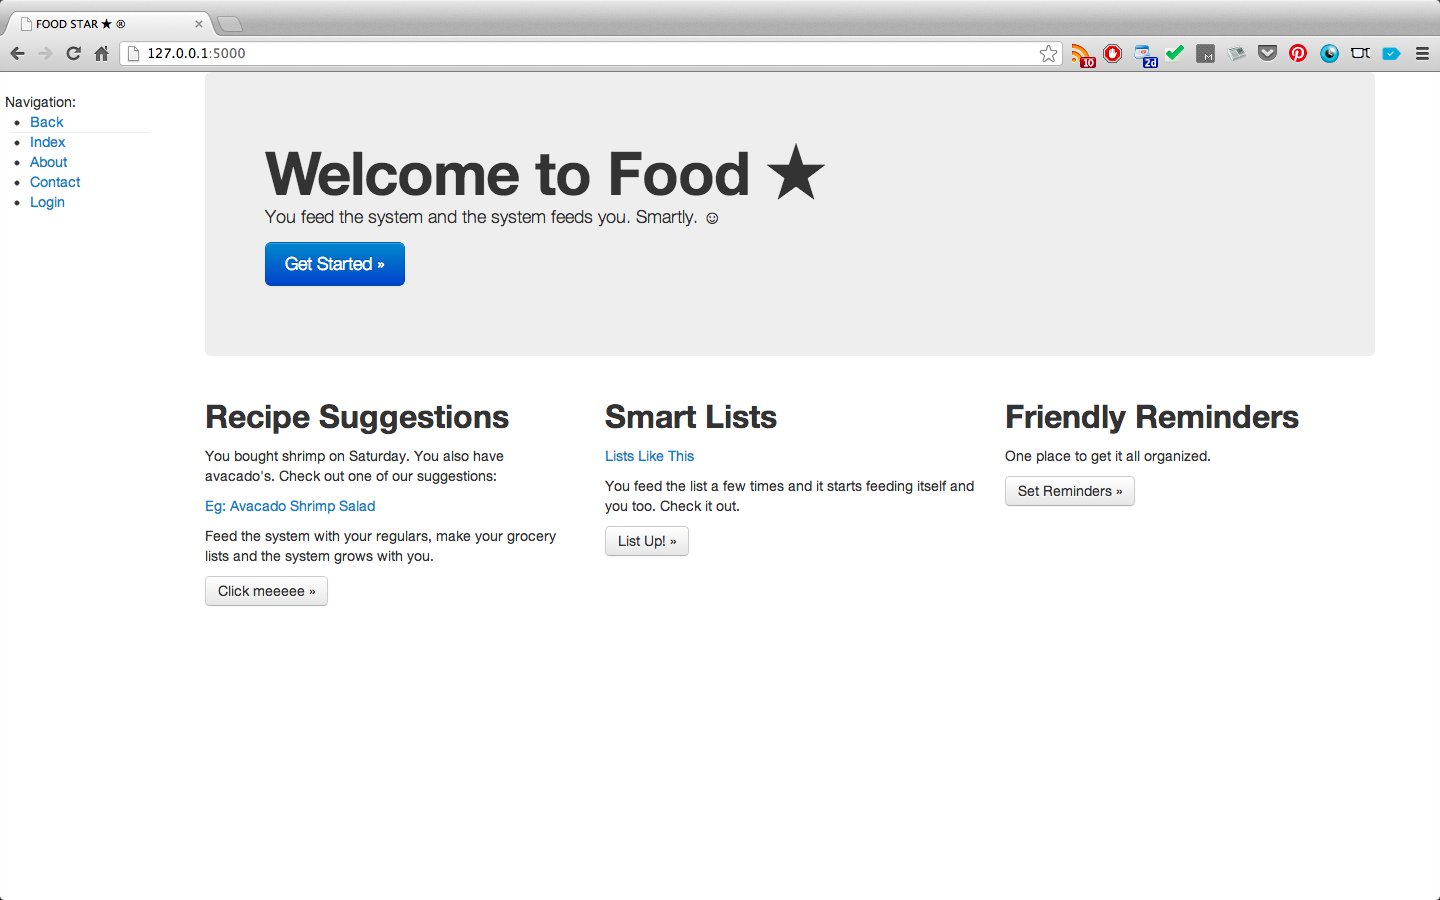 FOOD STAR ★ ®
127.0.0.1:5000
10
2d
M
Navigation:
Back
Index
About
Contact
Login
Welcome to Food ★
You feed the system and the system feeds you. Smartly. ☺
Get Started »
Recipe Suggestions
You bought shrimp on Saturday. You also have
avacado's. Check out one of our suggestions:
Eg: Avacado Shrimp Salad
Feed the system with your regulars, make your grocery
lists and the system grows with you.
Click meeeee »
Smart Lists
Lists Like This
You feed the list a few times and it starts feeding itself and
you too. Check it out.
List Up! »
Friendly Reminders
One place to get it all organized.
Set Reminders »